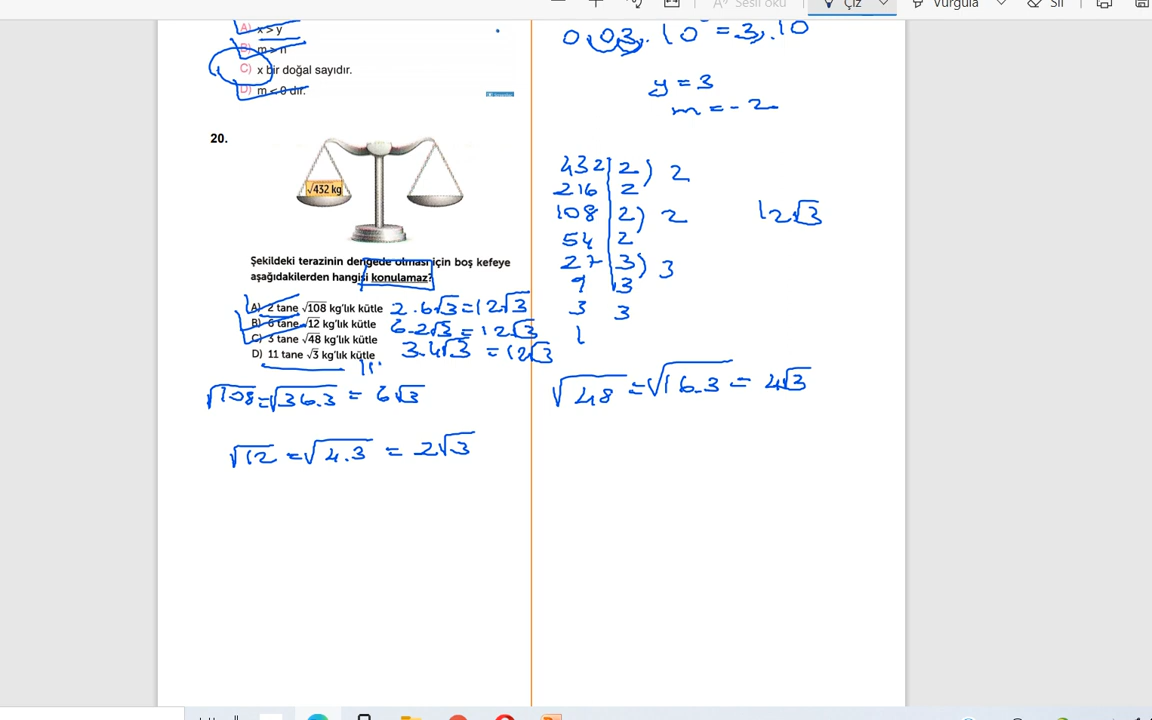 Sesli oku
Çiz
Vurgula
Sil
A) x > y
B) m > n
C) x bir doğal sayıdır.
D) m < 0 dır.
0,03.10 = 3,.10
y = 3
m = -2
20.
√432 kg
Şekildeki terazinin dengede olması için boş kefeye
aşağıdakilerden hangisi konulamaz?
A) 2 tane √108 kg'lık kütle
B) 6 tane √12 kg'lık kütle
C) 3 tane √48 kg'lık kütle
D) 11 tane √3 kg'lık kütle
2.6√3=12√3
6.2√3=12√3
3.4√3 =12√3
√108=√36.3 = 6√3
√12 =√4.3 = 2√3
432 2) 2
216 2
108 2) 2
54 2
27 3) 3
9 3
3 3
1
12√3
√48 =√16.3 = 4√3